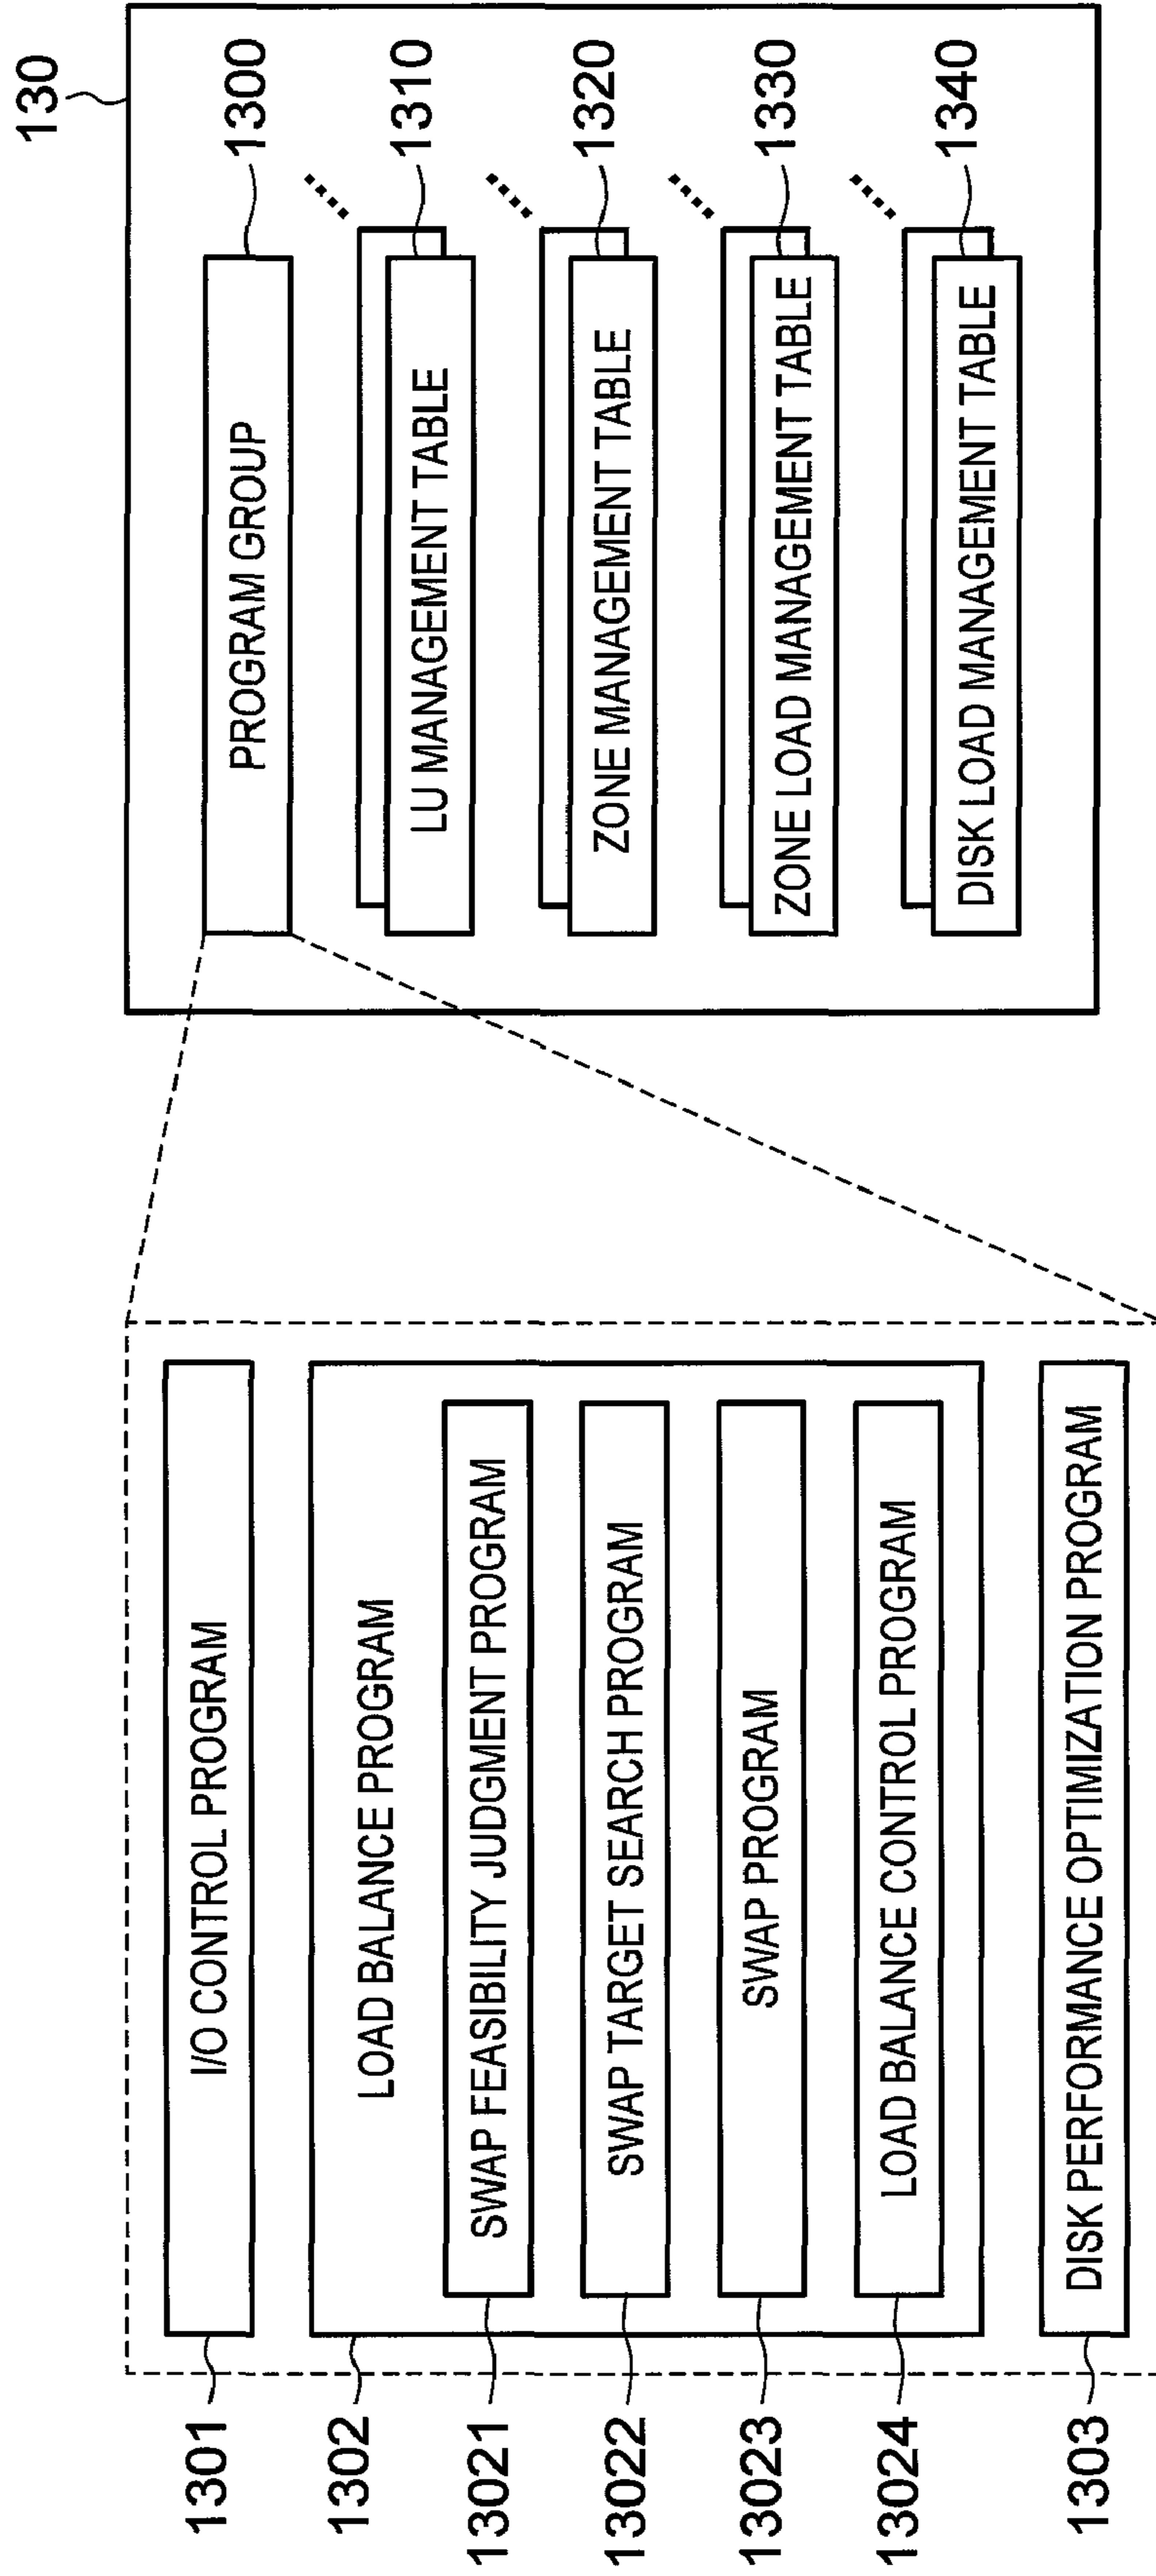 130
PROGRAM GROUP
1300
LU MANAGEMENT TABLE
1310
ZONE MANAGEMENT TABLE
1320
ZONE LOAD MANAGEMENT TABLE
1330
DISK LOAD MANAGEMENT TABLE
1340
1301
I/O CONTROL PROGRAM
1302
LOAD BALANCE PROGRAM
13021
SWAP FEASIBILITY JUDGMENT PROGRAM
13022
SWAP TARGET SEARCH PROGRAM
13023
SWAP PROGRAM
13024
LOAD BALANCE CONTROL PROGRAM
1303
DISK PERFORMANCE OPTIMIZATION PROGRAM